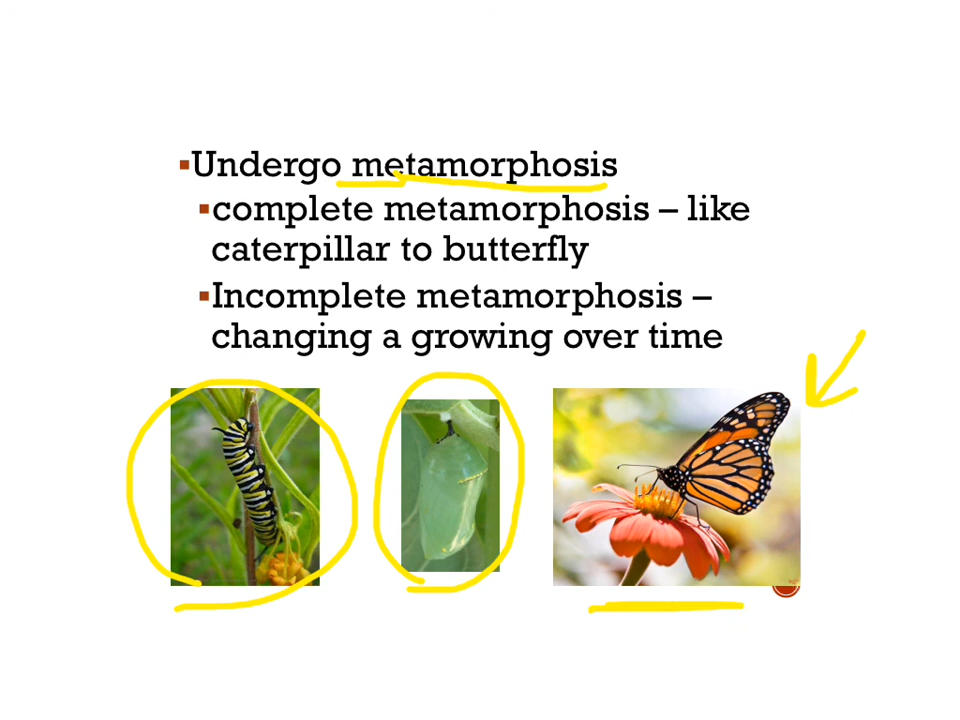 ▪Undergo metamorphosis
▪complete metamorphosis – like
caterpillar to butterfly
▪Incomplete metamorphosis –
changing a growing over time